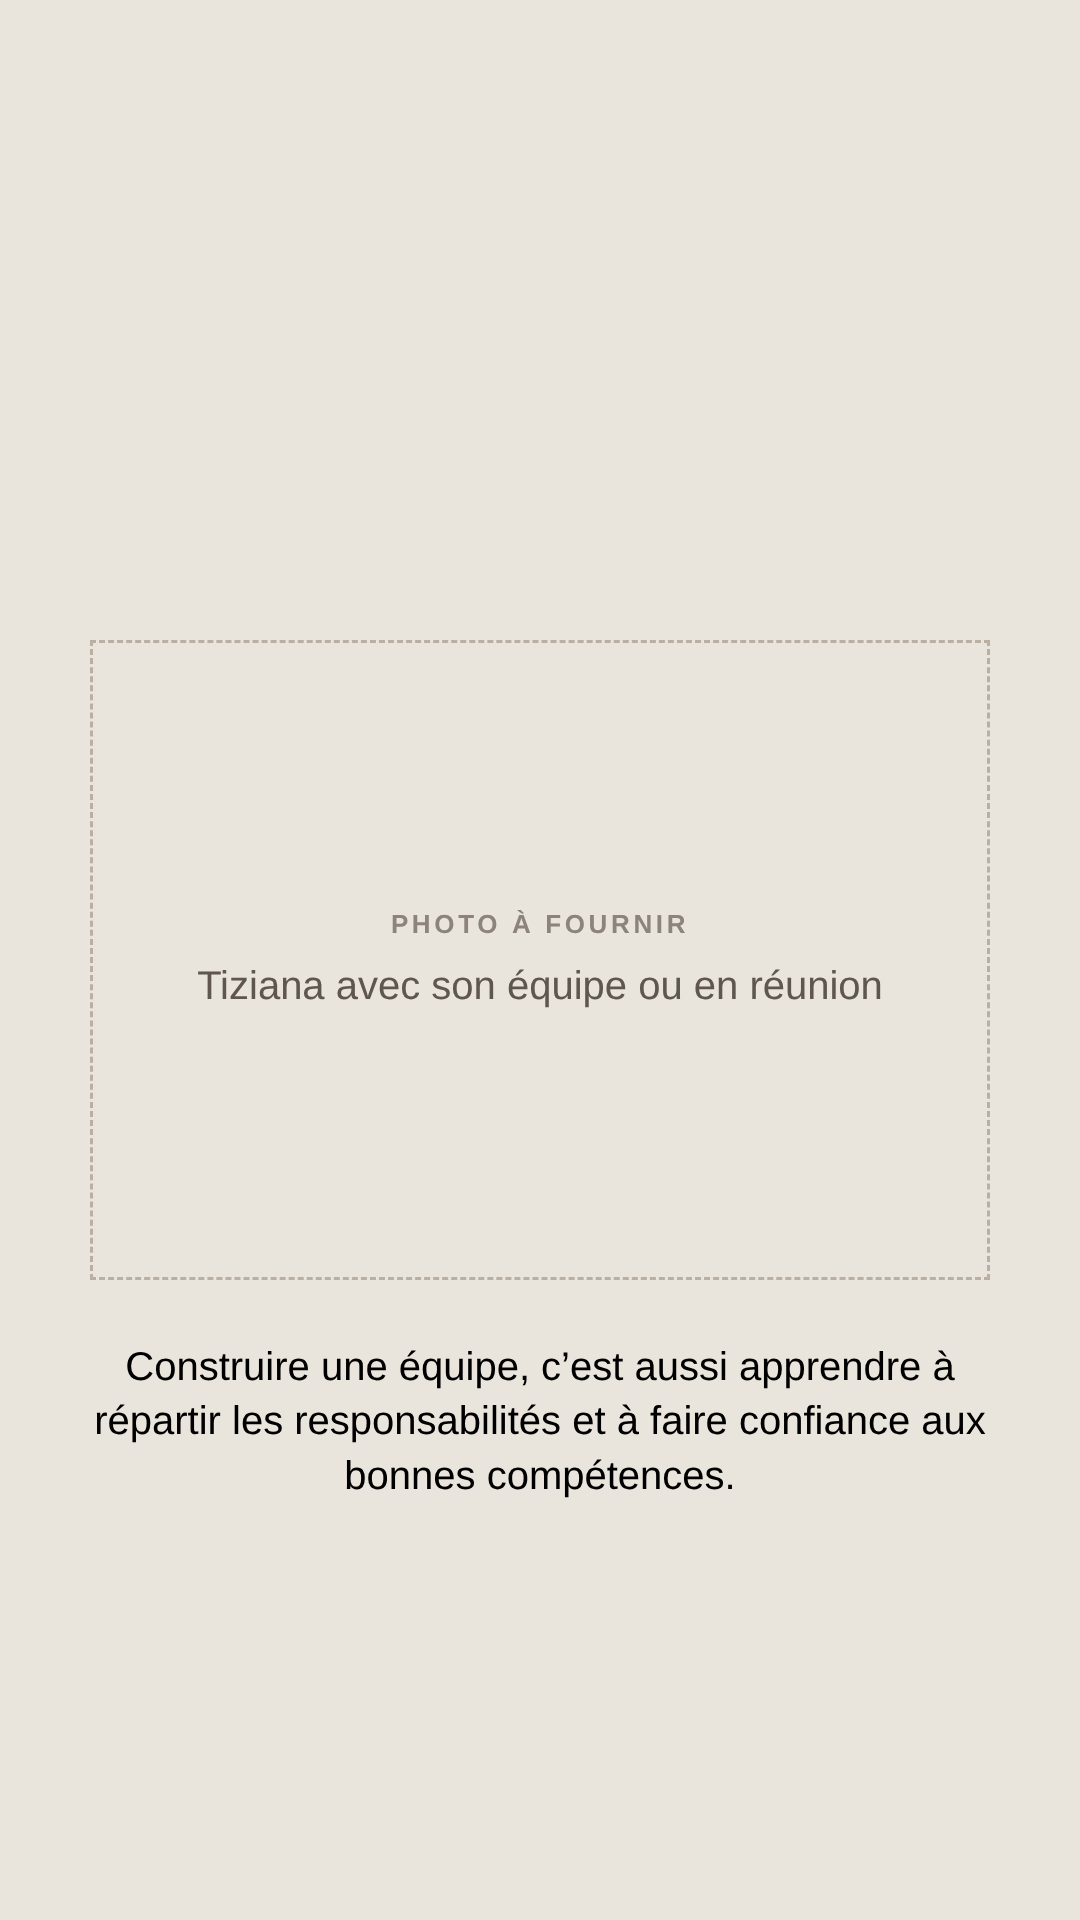 PHOTO À FOURNIR
Tiziana avec son équipe ou en réunion
Construire une équipe, c’est aussi apprendre à
répartir les responsabilités et à faire confiance aux
bonnes compétences.